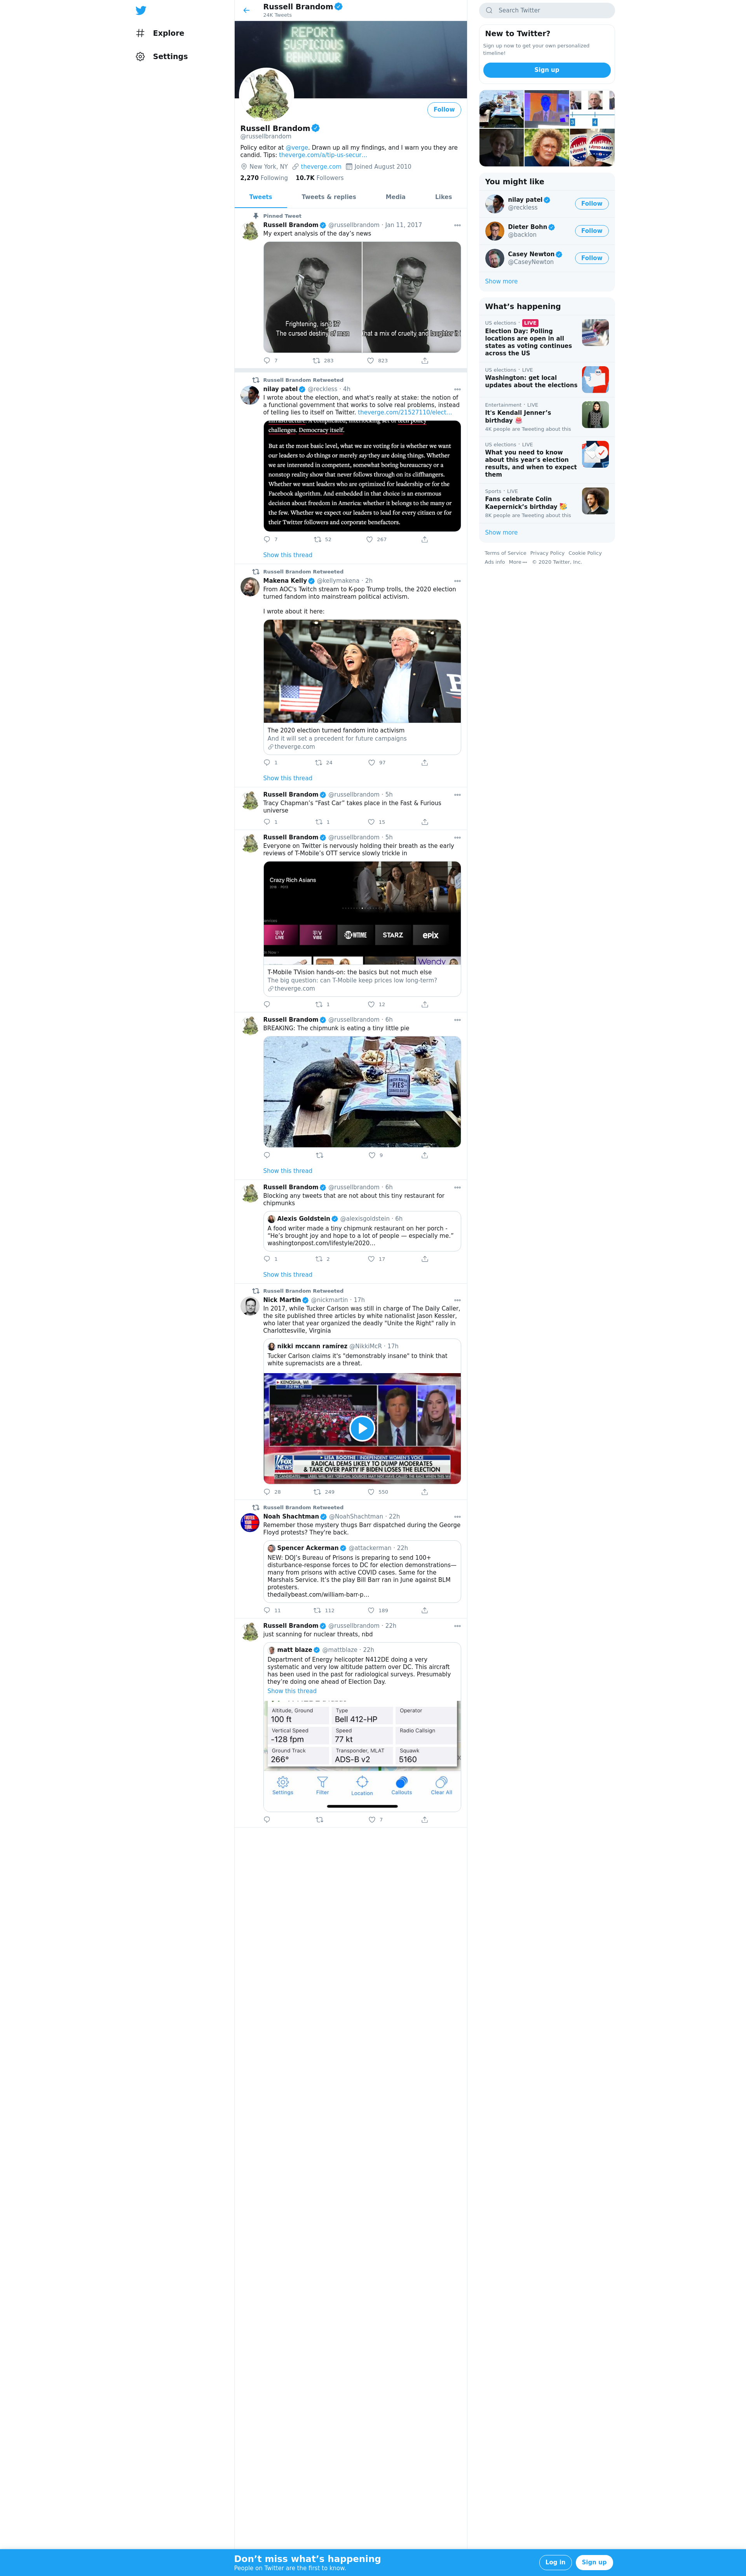 Explore
Settings
Russell Brandom
24K Tweets
REPORT
SUSPICIOUS
BEHAVIOUR
Follow
Russell Brandom
@russellbrandom
Policy editor at @verge. Drawn up all my findings, and I warn you they are
candid. Tips: theverge.com/a/tip-us-secur…
New York, NY theverge.com Joined August 2010
2,270 Following 10.7K Followers
Tweets Tweets & replies Media Likes
Pinned Tweet
Russell Brandom @russellbrandom · Jan 11, 2017
My expert analysis of the day's news
Frightening, isn't it?
The cursed destiny of man
that a mix of cruelty and laughter
7 283 823
Russell Brandom Retweeted
nilay patel @reckless · 4h
I wrote about the election, and what's really at stake: the notion of
a functional government that works to solve real problems, instead
of telling lies to itself on Twitter. theverge.com/21527110/elect…
challenges. Democracy itself.
But at the most basic level, what we are voting for is whether we want
our leaders to do things or merely say they are doing things. Whether
we are interested in competent, somewhat boring bureaucracy or a
nonstop reality show that never follows through on its cliffhangers.
Whether we want leaders who are optimized for leadership or for the
Facebook algorithm. And embedded in that choice is an enormous
decision about freedom in America: whether it belongs to the many or
the few. Whether we expect our leaders to lead for every citizen or for
their Twitter followers and corporate benefactors.
7 52 267
Show this thread
Russell Brandom Retweeted
Makena Kelly @kellymakena · 2h
From AOC's Twitch stream to K-pop Trump trolls, the 2020 election
turned fandom into mainstream political activism.
I wrote about it here:
The 2020 election turned fandom into activism
And it will set a precedent for future campaigns
theverge.com
1 24 97
Show this thread
Russell Brandom @russellbrandom · 5h
Tracy Chapman's "Fast Car" takes place in the Fast & Furious
universe
1 1 15
Russell Brandom @russellbrandom · 5h
Everyone on Twitter is nervously holding their breath as the early
reviews of T-Mobile's OTT service slowly trickle in
Crazy Rich Asians
LIVE
VIBE
SHOWTIME
STARZ
epix
Wendy
T-Mobile TVision hands-on: the basics but not much else
The big question: can T-Mobile keep prices low long-term?
theverge.com
1 12
Russell Brandom @russellbrandom · 6h
BREAKING: The chipmunk is eating a tiny little pie
PIES
9
Show this thread
Russell Brandom @russellbrandom · 6h
Blocking any tweets that are not about this tiny restaurant for
chipmunks
Alexis Goldstein @alexisgoldstein · 6h
A food writer made a tiny chipmunk restaurant on her porch -
"He's brought joy and hope to a lot of people — especially me."
washingtonpost.com/lifestyle/2020…
1 2 17
Show this thread
Russell Brandom Retweeted
Nick Martin @nickmartin · 17h
In 2017, while Tucker Carlson was still in charge of The Daily Caller,
the site published three articles by white nationalist Jason Kessler,
who later that year organized the deadly "Unite the Right" rally in
Charlottesville, Virginia
nikki mccann ramírez @NikkiMcR · 17h
Tucker Carlson claims it's "demonstrably insane" to think that
white supremacists are a threat.
KENOSHA, WI
LISA BOOTHE INDEPENDENT WOMEN'S VOICE
FOX NEWS
RADICAL DEMS LIKELY TO DUMP MODERATES
& TAKE OVER PARTY IF BIDEN LOSES THE ELECTION
28 249 550
Russell Brandom Retweeted
Noah Shachtman @NoahShachtman · 22h
Remember those mystery thugs Barr dispatched during the George
Floyd protests? They're back.
Spencer Ackerman @attackerman · 22h
NEW: DOJ's Bureau of Prisons is preparing to send 100+
disturbance-response forces to DC for election demonstrations—
many from prisons with active COVID cases. Same for the
Marshals Service. It's the play Bill Barr ran in June against BLM
protesters.
thedailybeast.com/william-barr-p…
11 112 189
Russell Brandom @russellbrandom · 22h
just scanning for nuclear threats, nbd
matt blaze @mattblaze · 22h
Department of Energy helicopter N412DE doing a very
systematic and very low altitude pattern over DC. This aircraft
has been used in the past for radiological surveys. Presumably
they're doing one ahead of Election Day.
Show this thread
Altitude, Ground Type Operator
100 ft Bell 412-HP
Vertical Speed Speed Radio Callsign
-128 fpm 77 kt
Ground Track Transponder, MLAT Squawk
266° ADS-B v2 5160
Settings Filter Location Callouts Clear All
7
Search Twitter
New to Twitter?
Sign up now to get your own personalized
timeline!
Sign up
3 4
You might like
nilay patel
@reckless
Follow
Dieter Bohn
@backlon
Follow
Casey Newton
@CaseyNewton
Follow
Show more
What's happening
US elections · LIVE
Election Day: Polling
locations are open in all
states as voting continues
across the US
US elections · LIVE
Washington: get local
updates about the elections
Entertainment · LIVE
It's Kendall Jenner's
birthday
4K people are Tweeting about this
US elections · LIVE
What you need to know
about this year's election
results, and when to expect
them
Sports · LIVE
Fans celebrate Colin
Kaepernick's birthday
8K people are Tweeting about this
Show more
Terms of Service Privacy Policy Cookie Policy
Ads info More © 2020 Twitter, Inc.
Don't miss what's happening
People on Twitter are the first to know.
Log in
Sign up